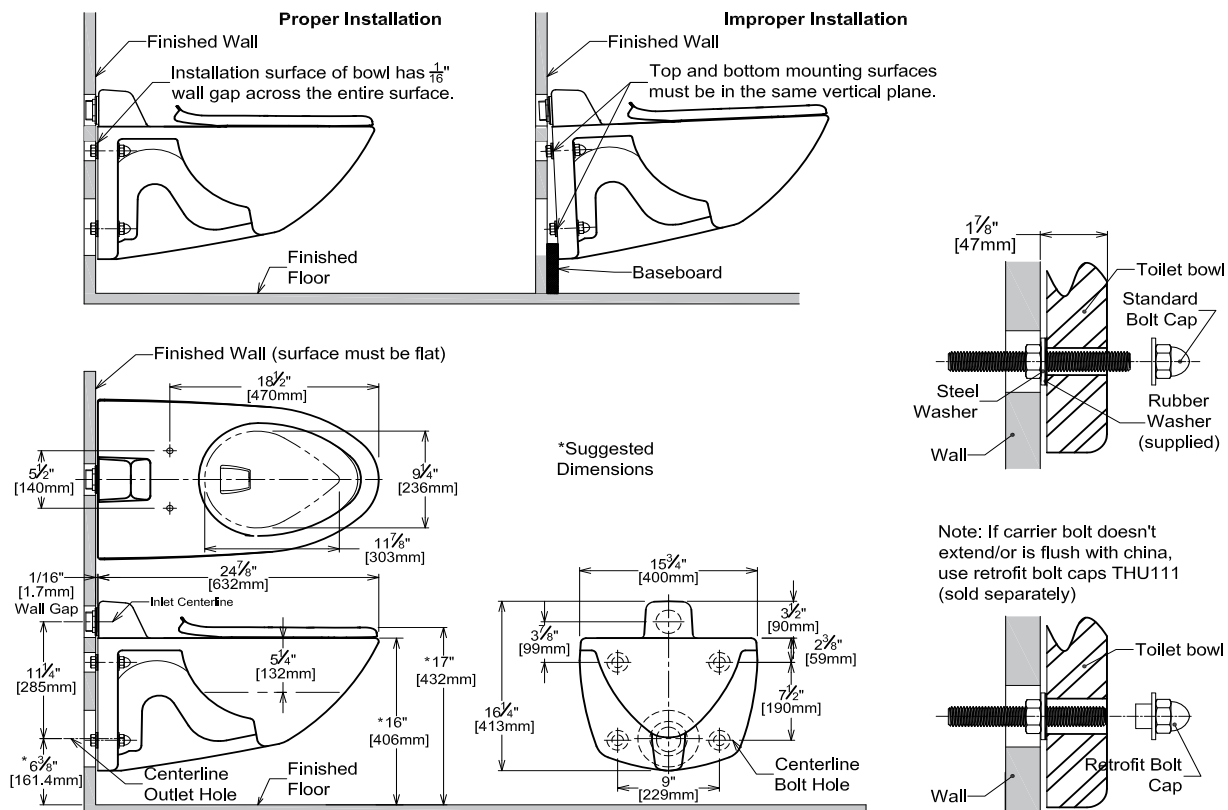 Proper Installation
Finished Wall
Installation surface of bowl has 1/16"
wall gap across the entire surface.
Finished
Floor
Improper Installation
Finished Wall
Top and bottom mounting surfaces
must be in the same vertical plane.
Baseboard
1 7/8"
[47mm]
Toilet bowl
Standard
Bolt Cap
Steel
Washer
Rubber
Washer
(supplied)
Wall
Finished Wall (surface must be flat)
18 1/2"
[470mm]
5 1/2"
[140mm]
9 1/4"
[236mm]
11 7/8"
[303mm]
*Suggested
Dimensions
1/16"
[1.7mm]
Wall Gap
24 7/8"
[632mm]
Inlet Centerline
11 1/4"
[285mm]
5 1/4"
[132mm]
*17"
[432mm]
*16"
[406mm]
*6 3/8"
[161.4mm]
Centerline
Outlet Hole
Finished
Floor
15 3/4"
[400mm]
3 1/2"
[90mm]
3 7/8"
[99mm]
2 3/8"
[59mm]
16 1/4"
[413mm]
7 1/2"
[190mm]
9"
[229mm]
Centerline
Bolt Hole
Note: If carrier bolt doesn't
extend/or is flush with china,
use retrofit bolt caps THU111
(sold separately)
Toilet bowl
Retrofit Bolt
Cap
Wall